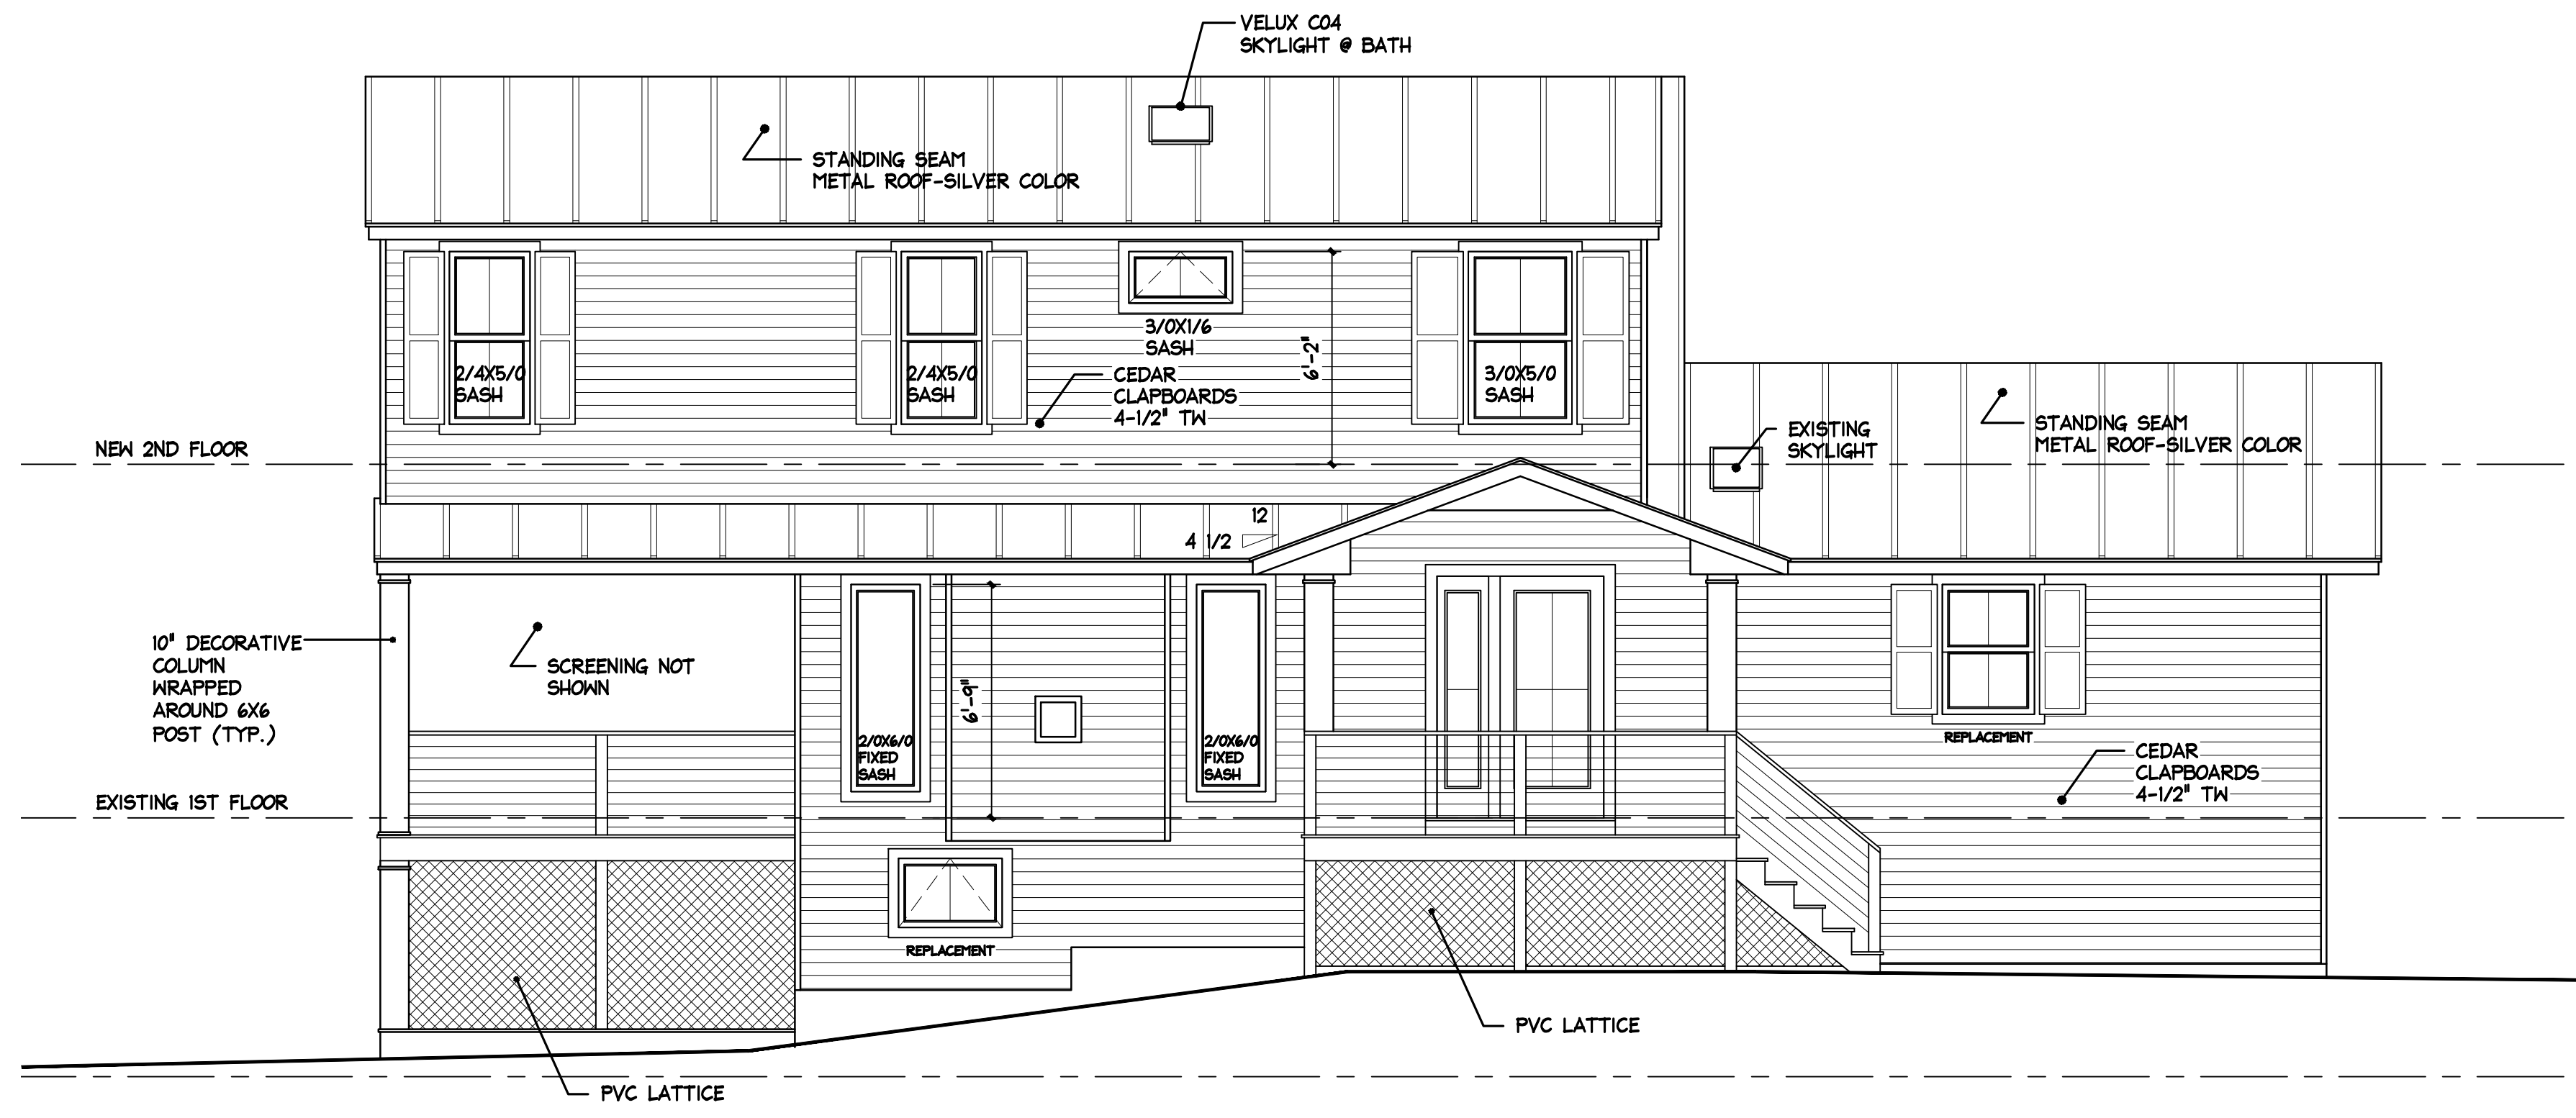 VELUX C04
SKYLIGHT @ BATH
STANDING SEAM
METAL ROOF-SILVER COLOR
3/0X1/6
SASH
6'-2"
2/4X5/0
SASH
2/4X5/0
SASH
CEDAR
CLAPBOARDS
4-1/2" TW
3/0X5/0
SASH
NEW 2ND FLOOR
EXISTING
SKYLIGHT
STANDING SEAM
METAL ROOF-SILVER COLOR
12
4 1/2
10" DECORATIVE
COLUMN
WRAPPED
AROUND 6X6
POST (TYP.)
SCREENING NOT
SHOWN
6'-9"
2/0X6/0
FIXED
SASH
2/0X6/0
FIXED
SASH
REPLACEMENT
CEDAR
CLAPBOARDS
4-1/2" TW
EXISTING 1ST FLOOR
REPLACEMENT
PVC LATTICE
PVC LATTICE